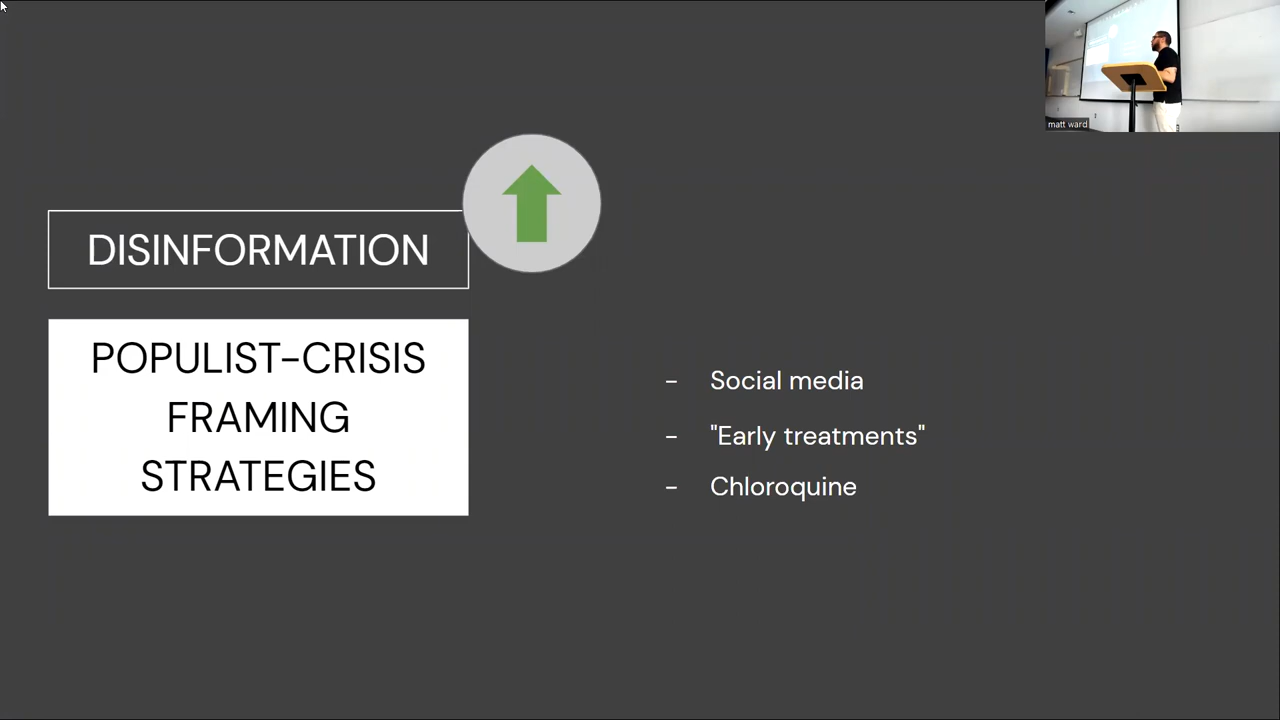 matt ward
DISINFORMATION
POPULIST-CRISIS
FRAMING
STRATEGIES
- Social media
- "Early treatments"
- Chloroquine